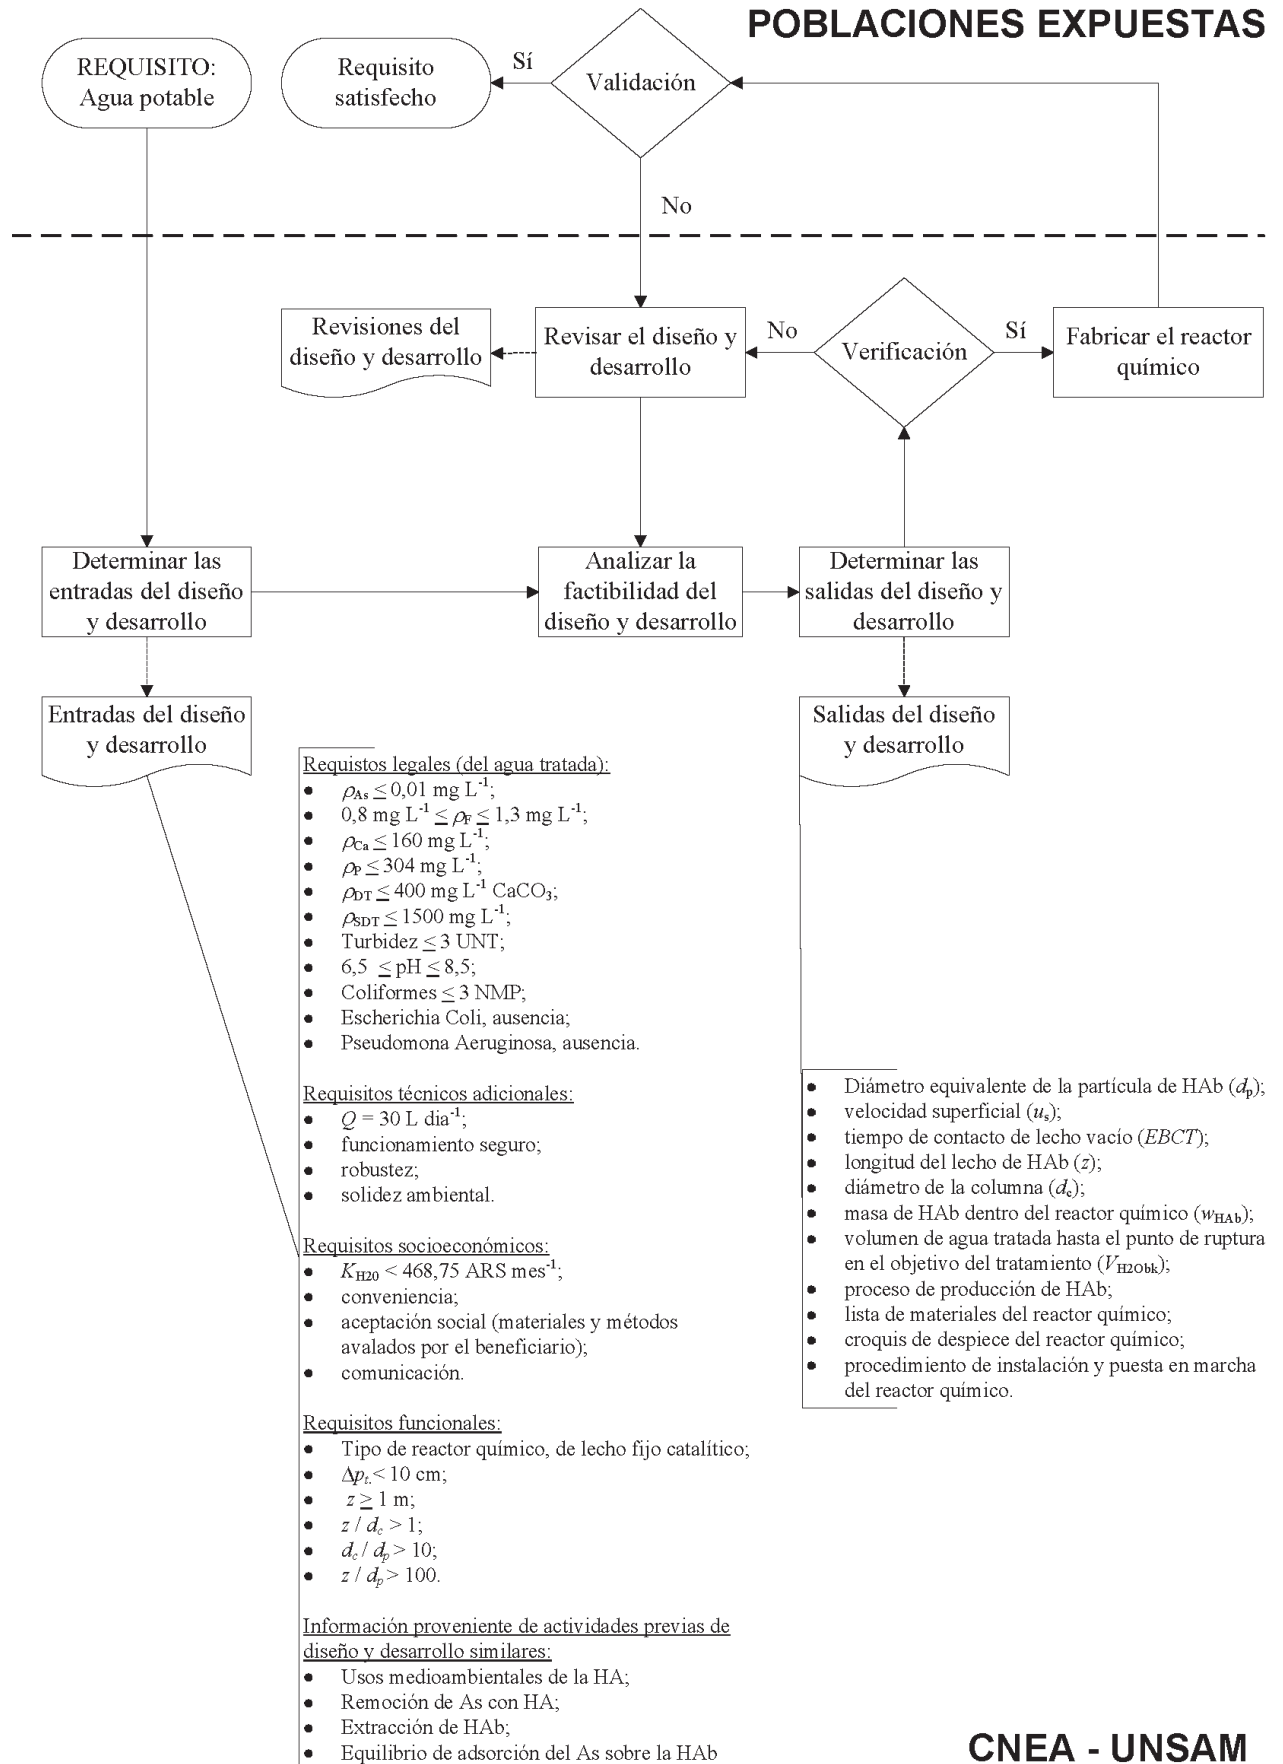 POBLACIONES EXPUESTAS
REQUISITO:
Agua potable
Requisito
satisfecho
Sí
Validación
No
Revisiones del
diseño y desarrollo
Revisar el diseño y
desarrollo
No
Verificación
Sí
Fabricar el reactor
químico
Determinar las
entradas del diseño
y desarrollo
Analizar la
factibilidad del
diseño y desarrollo
Determinar las
salidas del diseño y
desarrollo
Entradas del diseño
y desarrollo
Salidas del diseño
y desarrollo
Requistos legales (del agua tratada):
• ρAs ≤ 0,01 mg L⁻¹;
• 0,8 mg L⁻¹ ≤ ρF ≤ 1,3 mg L⁻¹;
• ρCa ≤ 160 mg L⁻¹;
• ρP ≤ 304 mg L⁻¹;
• ρDT ≤ 400 mg L⁻¹ CaCO₃;
• ρSDT ≤ 1500 mg L⁻¹;
• Turbidez ≤ 3 UNT;
• 6,5 ≤ pH ≤ 8,5;
• Coliformes ≤ 3 NMP;
• Escherichia Coli, ausencia;
• Pseudomona Aeruginosa, ausencia.
Requisitos técnicos adicionales:
• Q = 30 L dia⁻¹;
• funcionamiento seguro;
• robustez;
• solidez ambiental.
Requisitos socioeconómicos:
• KH20 < 468,75 ARS mes⁻¹;
• conveniencia;
• aceptación social (materiales y métodos
avalados por el beneficiario);
• comunicación.
Requisitos funcionales:
• Tipo de reactor químico, de lecho fijo catalítico;
• Δpt. < 10 cm;
• z ≥ 1 m;
• z / dc > 1;
• dc / dp > 10;
• z / dp > 100.
Información proveniente de actividades previas de
diseño y desarrollo similares:
• Usos medioambientales de la HA;
• Remoción de As con HA;
• Extracción de HAb;
• Equilibrio de adsorción del As sobre la HAb
• Diámetro equivalente de la partícula de HAb (dp);
• velocidad superficial (us);
• tiempo de contacto de lecho vacío (EBCT);
• longitud del lecho de HAb (z);
• diámetro de la columna (dc);
• masa de HAb dentro del reactor químico (wHAb);
• volumen de agua tratada hasta el punto de ruptura
en el objetivo del tratamiento (VH2Obk);
• proceso de producción de HAb;
• lista de materiales del reactor químico;
• croquis de despiece del reactor químico;
• procedimiento de instalación y puesta en marcha
del reactor químico.
CNEA - UNSAM